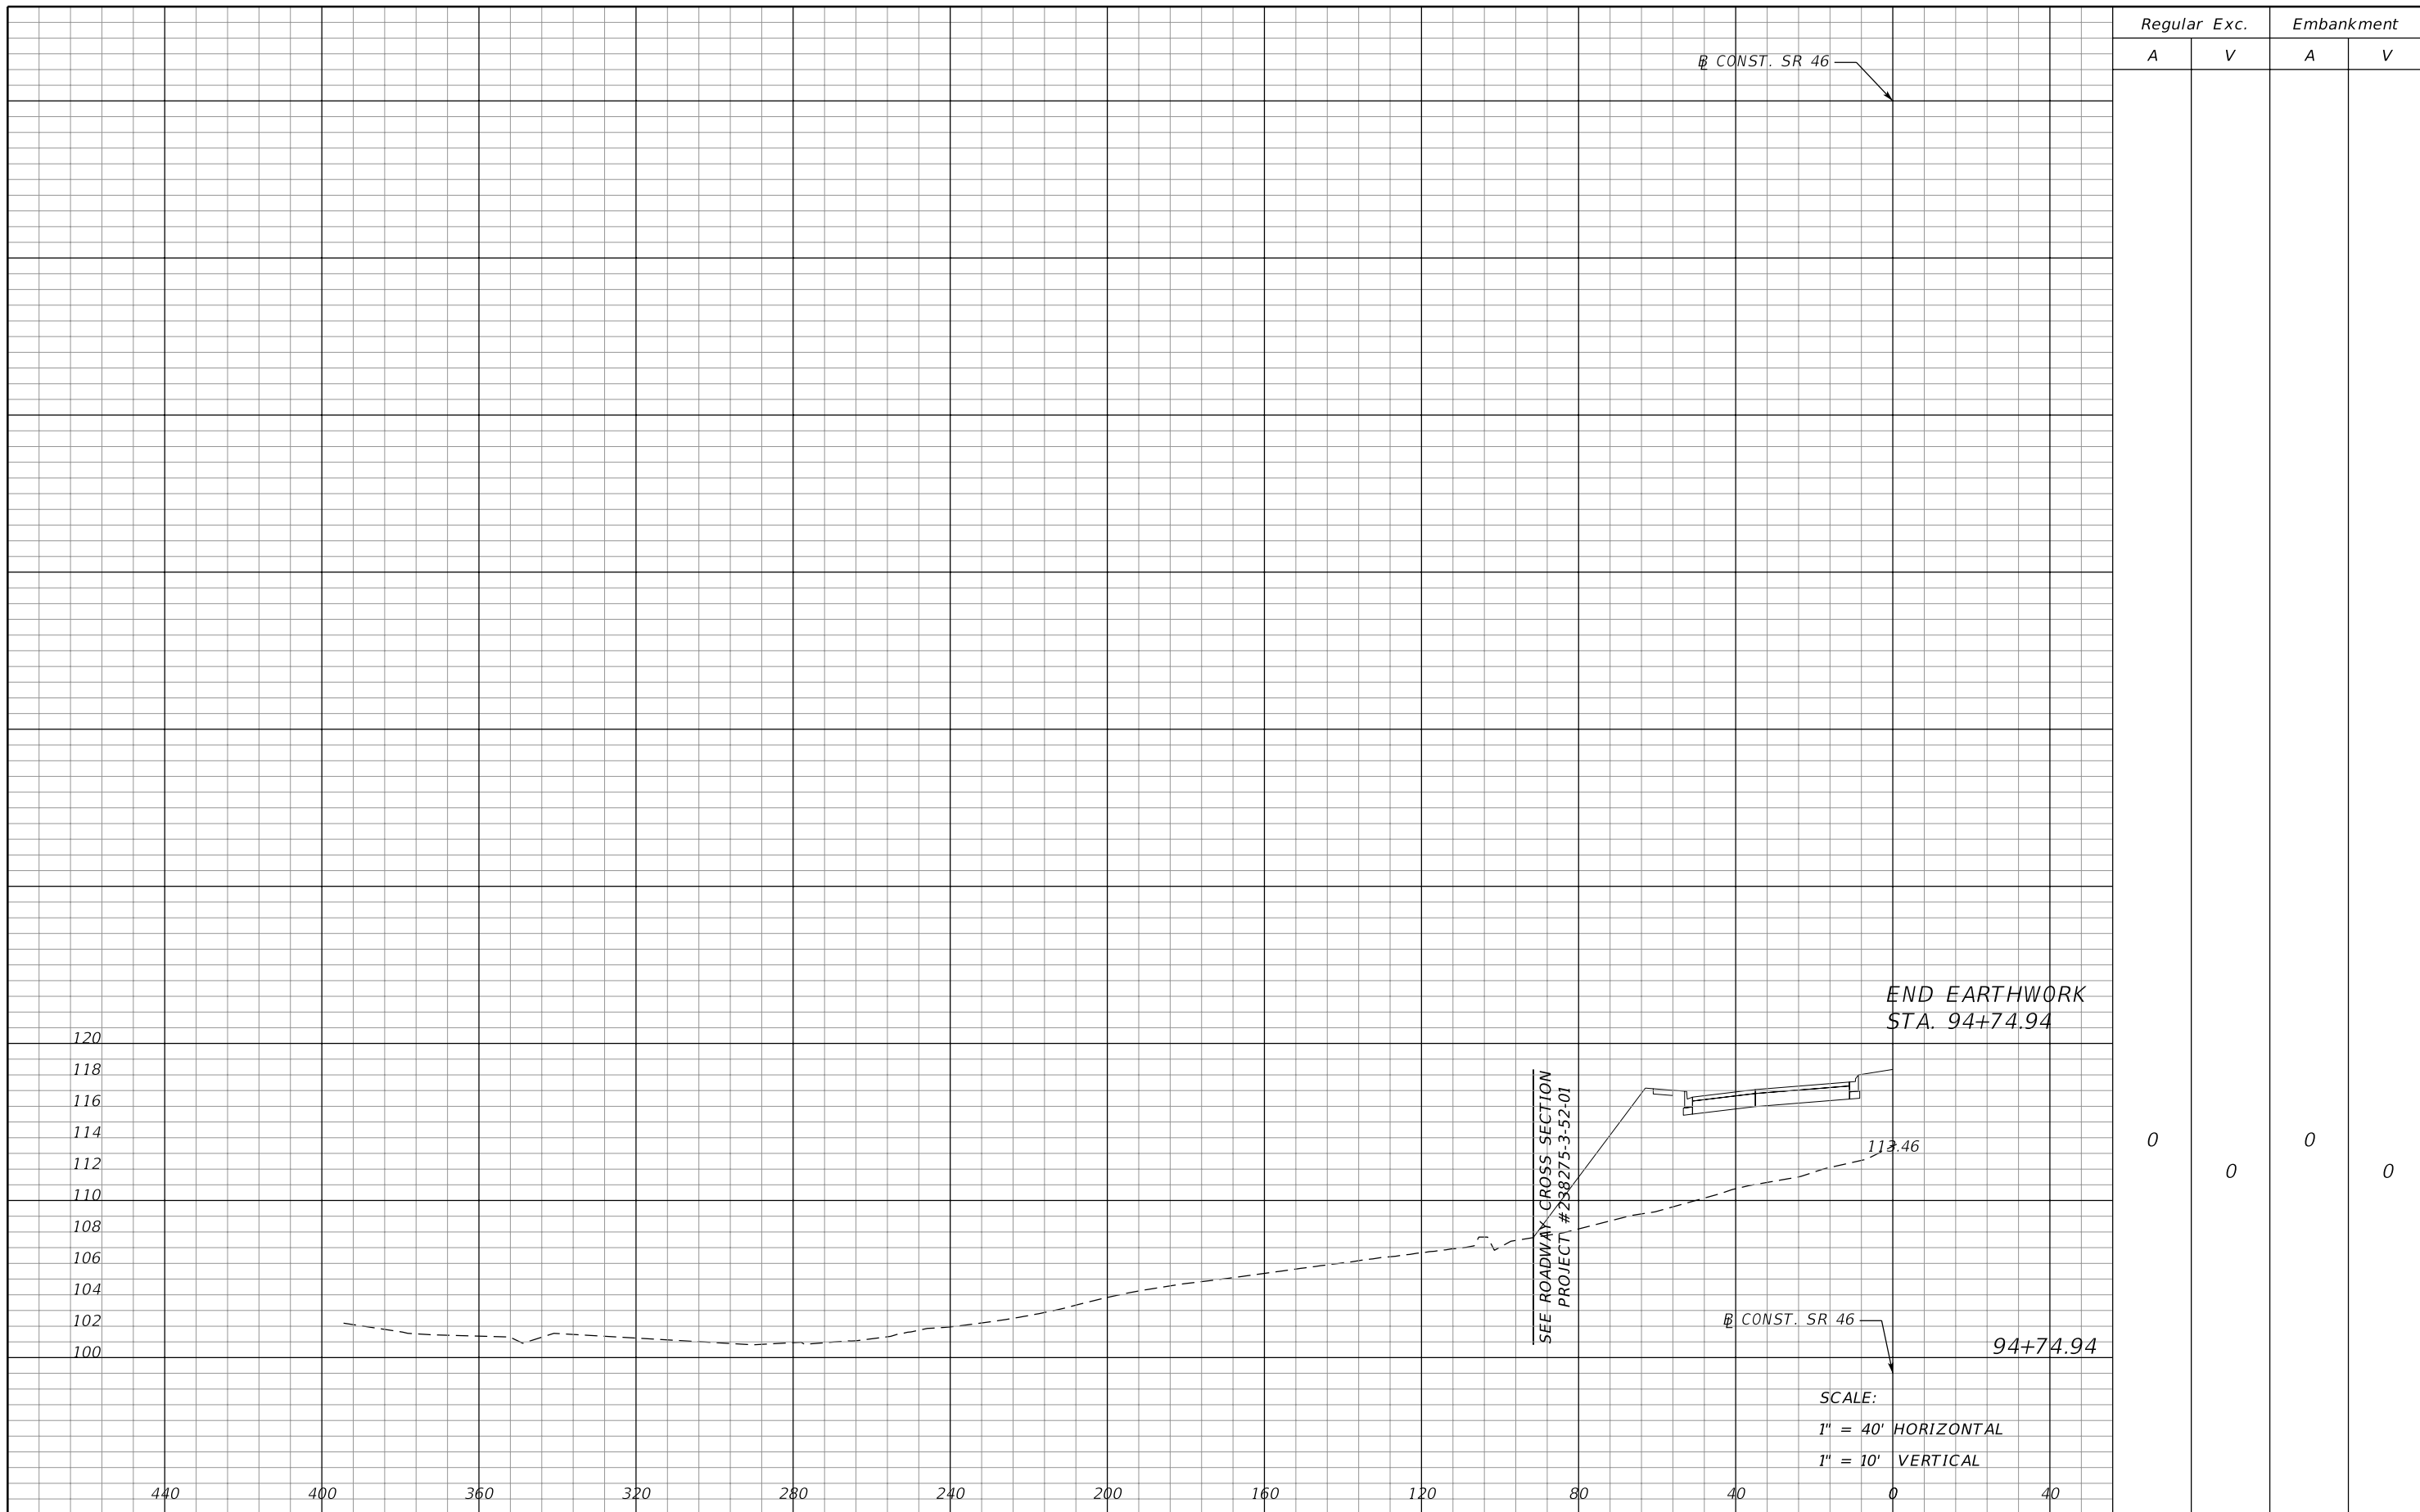 Regular Exc. Embankment
A V A V
BL CONST. SR 46
END EARTHWORK
STA. 94+74.94
120
118
116
114
112
110
108
106
104
102
100
SEE ROADWAY CROSS SECTION
PROJECT #238275-3-52-01
113.46
0 0
0 0
BL CONST. SR 46
94+74.94
SCALE:
1" = 40' HORIZONTAL
1" = 10' VERTICAL
440 400 360 320 280 240 200 160 120 80 40 0 40